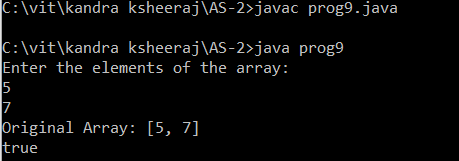 C:\vit\kandra ksheeraj\AS-2>javac prog9.java
C:\vit\kandra ksheeraj\AS-2>java prog9
Enter the elements of the array:
5
7
Original Array: [5, 7]
true